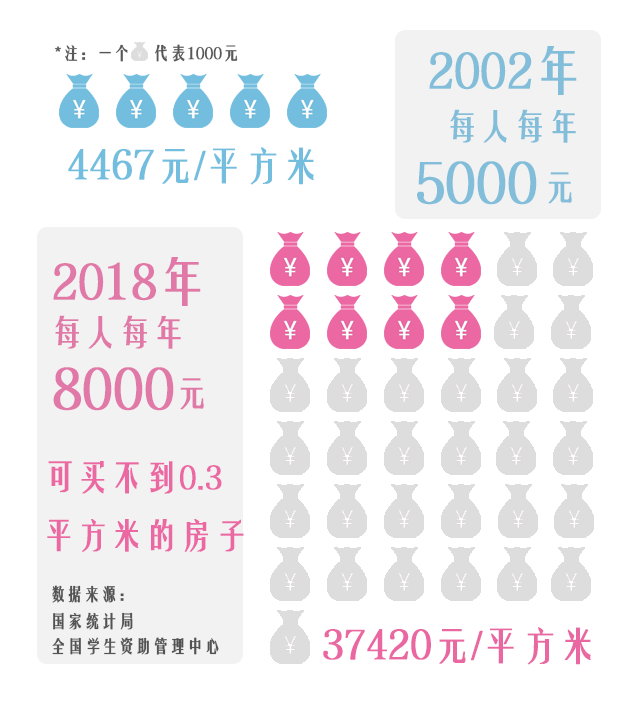 *注：一个 代表1000元
¥ ¥ ¥ ¥ ¥
4467元/平方米
2002年
每人每年
5000元
2018年
每人每年
8000元
可买不到0.3
平方米的房子
数据来源：
国家统计局
全国学生资助管理中心
¥ ¥ ¥ ¥ ¥ ¥
¥ ¥ ¥ ¥ ¥ ¥
¥ ¥ ¥ ¥ ¥ ¥
¥ ¥ ¥ ¥ ¥ ¥
¥ ¥ ¥ ¥ ¥ ¥
¥ ¥ ¥ ¥ ¥ ¥
¥
37420元/平方米